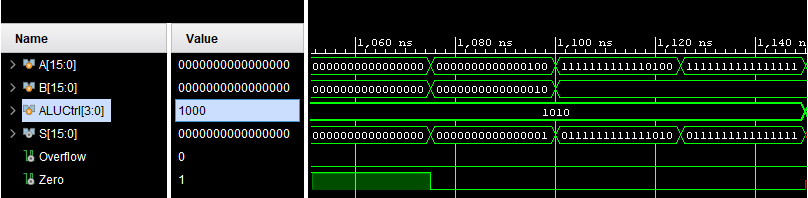 Name Value
1,060 ns 1,080 ns 1,100 ns 1,120 ns 1,140 ns
A[15:0] 0000000000000000 0000000000000000 0000000000000100 1111111111110100 1111111111111111
B[15:0] 0000000000000000 0000000000000000 0000000000000010
ALUCtrl[3:0] 1000 1010
S[15:0] 0000000000000000 0000000000000000 0000000000000001 0111111111111010 0111111111111111
Overflow 0
Zero 1